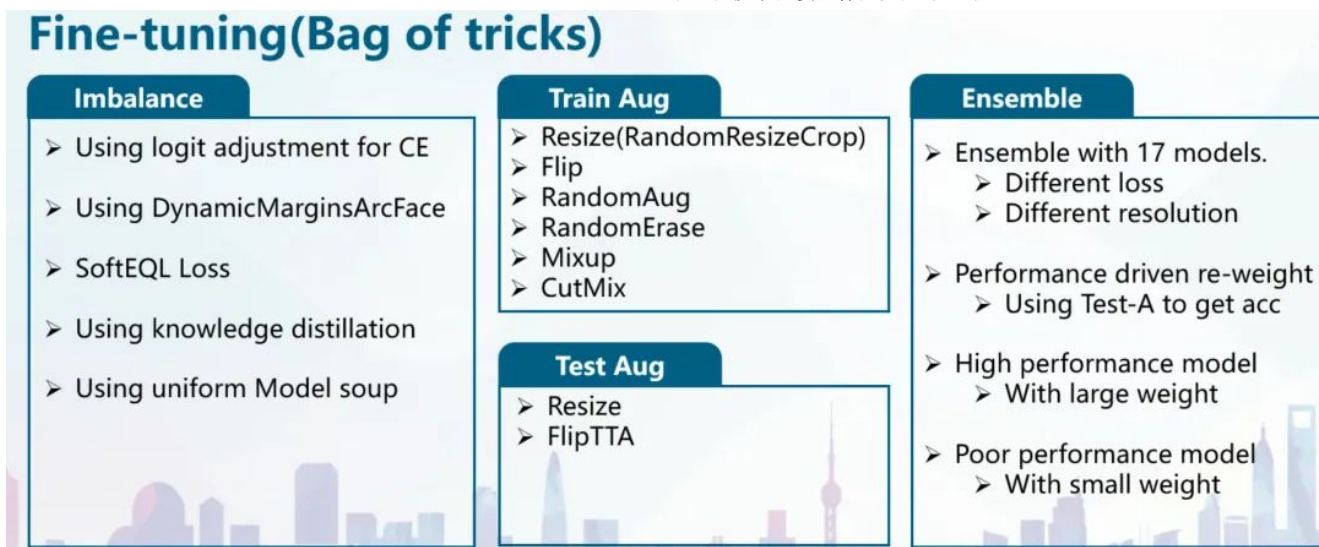 Fine-tuning(Bag of tricks)
Imbalance
➢ Using logit adjustment for CE
➢ Using DynamicMarginsArcFace
➢ SoftEQL Loss
➢ Using knowledge distillation
➢ Using uniform Model soup
Train Aug
➢ Resize(RandomResizeCrop)
➢ Flip
➢ RandomAug
➢ RandomErase
➢ Mixup
➢ CutMix
Test Aug
➢ Resize
➢ FlipTTA
Ensemble
➢ Ensemble with 17 models.
➢ Different loss
➢ Different resolution
➢ Performance driven re-weight
➢ Using Test-A to get acc
➢ High performance model
➢ With large weight
➢ Poor performance model
➢ With small weight